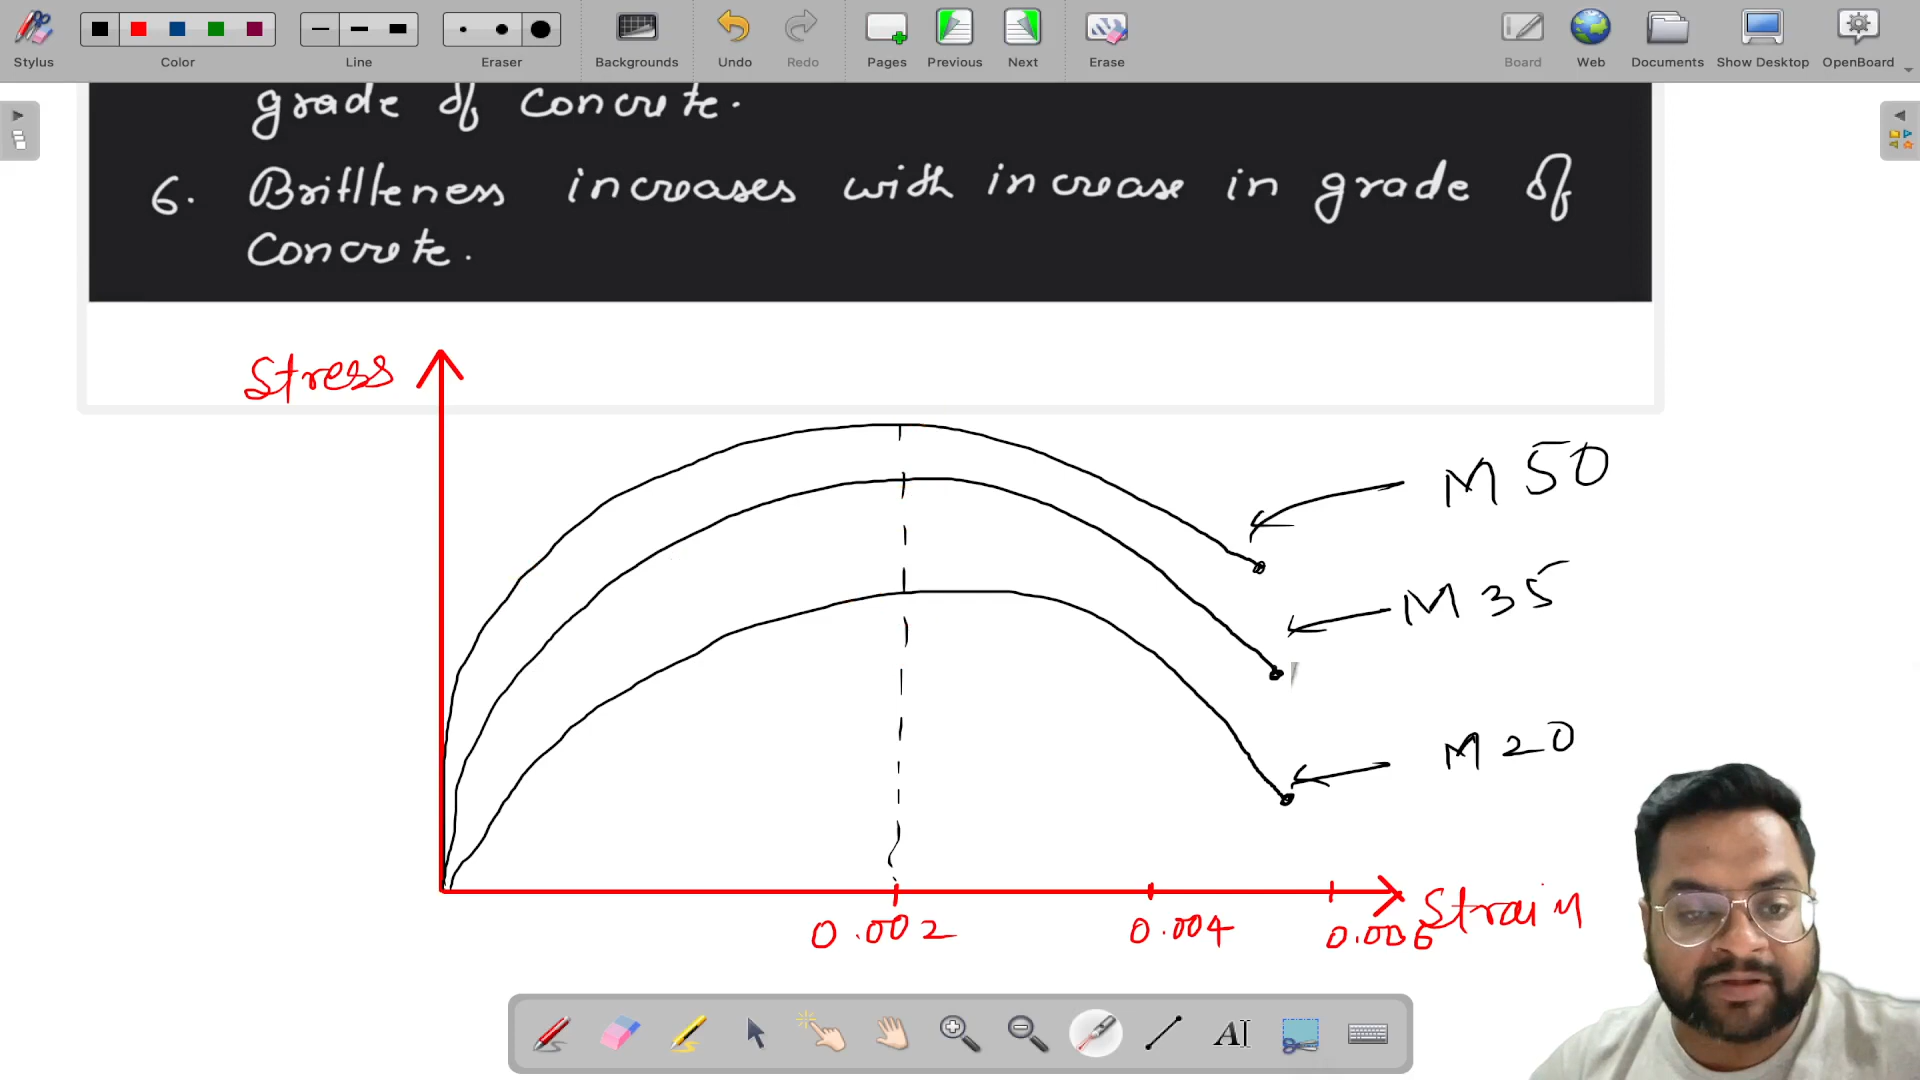 Stylus
Color
Line
Eraser
Backgrounds
Undo
Redo
Pages
Previous
Next
Erase
Board
Web
Documents
Show Desktop
OpenBoard
grade of concrete.
6. Brittleness increases with increase in grade of
Concrete.
Stress
M 50
M 35
M 20
0.002
0.004
0.006
Strain
AI